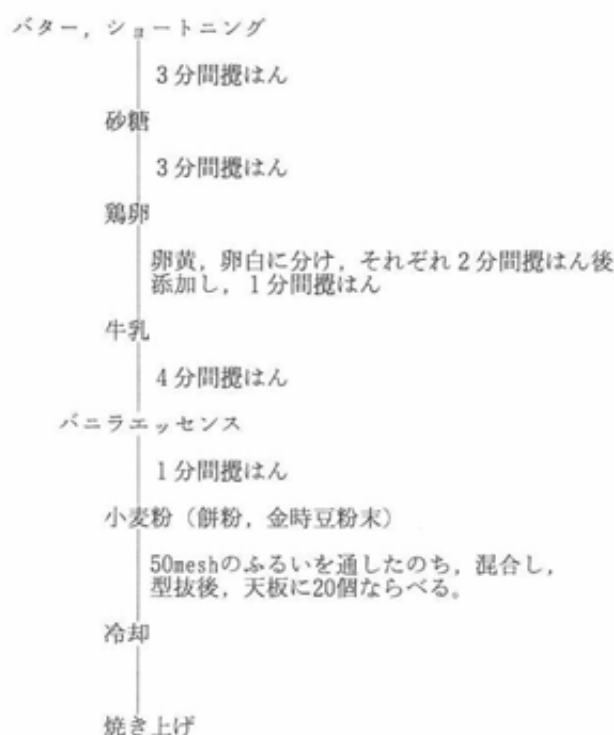 バター，ショートニング
3分間攪はん
砂糖
3分間攪はん
鶏卵
卵黄，卵白に分け，それぞれ2分間攪はん後
添加し，1分間攪はん
牛乳
4分間攪はん
バニラエッセンス
1分間攪はん
小麦粉（餅粉，金時豆粉末）
50meshのふるいを通したのち，混合し，
型抜後，天板に20個ならべる。
冷却
焼き上げ